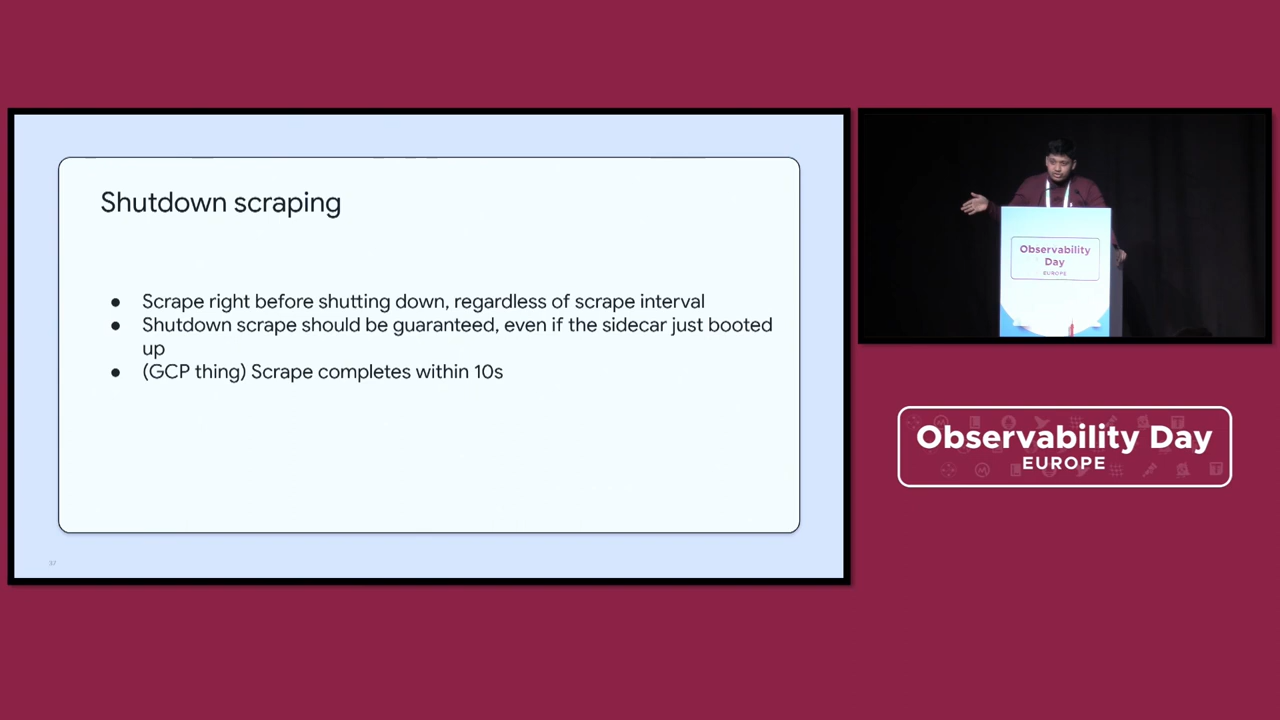 Shutdown scraping
● Scrape right before shutting down, regardless of scrape interval
● Shutdown scrape should be guaranteed, even if the sidecar just booted
up
● (GCP thing) Scrape completes within 10s
37
Observability
Day
EUROPE
Observability Day
EUROPE